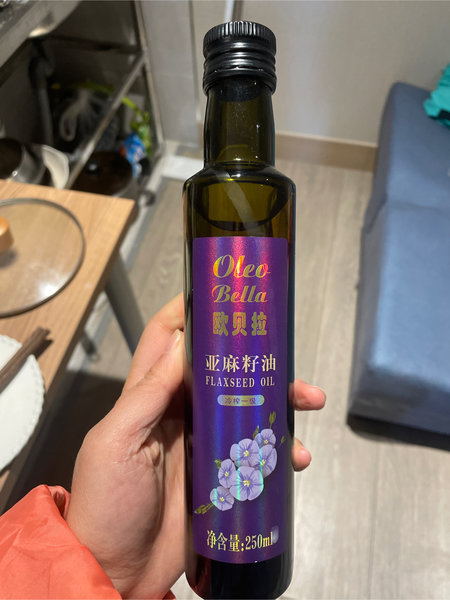 Oleo
Bella
欧贝拉
亚麻籽油
FLAXSEED OIL
冷榨一级
净含量:250ml